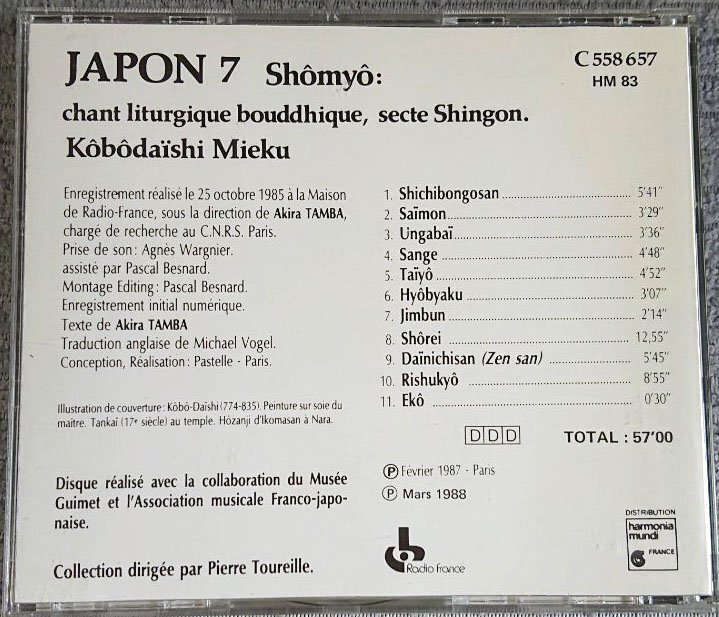 JAPON 7 Shômyô:
C 558 657
HM 83
chant liturgique bouddhique, secte Shingon.
Kôbôdaïshi Mieku
Enregistrement réalisé le 25 octobre 1985 à la Maison
de Radio-France, sous la direction de Akira TAMBA,
chargé de recherche au C.N.R.S. Paris.
Prise de son : Agnès Wargnier.
assisté par Pascal Besnard.
Montage Editing : Pascal Besnard.
Enregistrement initial numérique.
Texte de Akira TAMBA
Traduction anglaise de Michael Vogel.
Conception, Réalisation : Pastelle - Paris.
Illustration de couverture : Kôbô-Daïshi (774-835). Peinture sur soie du
maître. Tankaï (17e siècle) au temple. Hôzanji d'Ikomasan à Nara.
Disque réalisé avec la collaboration du Musée
Guimet et l'Association musicale Franco-japo-
naise.
Collection dirigée par Pierre Toureille.
1. Shichibongosan 5'41"
2. Saïmon 3'29"
3. Ungabaï 3'36"
4. Sange 4'48"
5. Taïyô 4'52"
6. Hyôbyaku 3'07"
7. Jimbun 2'14"
8. Shôrei 12,55"
9. Daïnichisan (Zen san) 5'45"
10. Rishukyô 8'55"
11. Ekô 0'30"
DDD TOTAL : 57'00
Ⓟ Février 1987 - Paris
Ⓟ Mars 1988
Radio France
DISTRIBUTION
harmonia
mundi
FRANCE